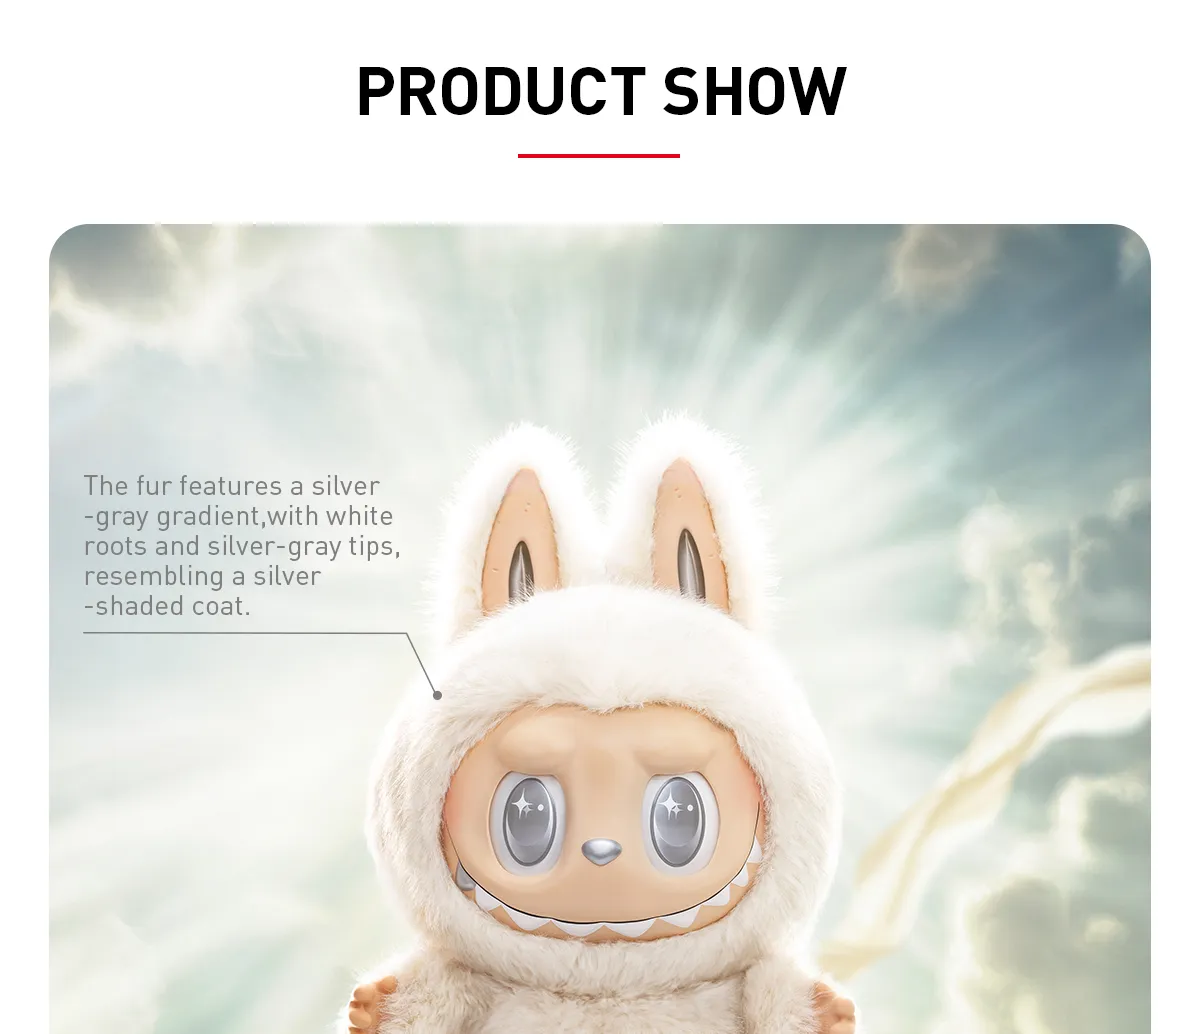 PRODUCT SHOW
The fur features a silver
-gray gradient,with white
roots and silver-gray tips,
resembling a silver
-shaded coat.